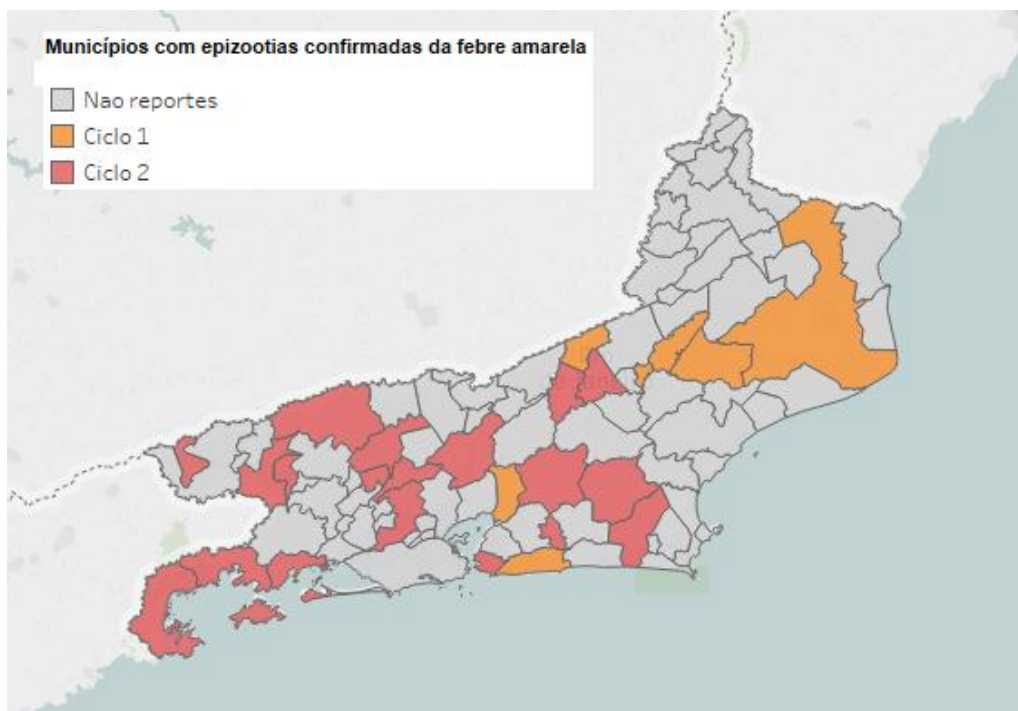 Municípios com epizootias confirmadas da febre amarela
Nao reportes
Ciclo 1
Ciclo 2